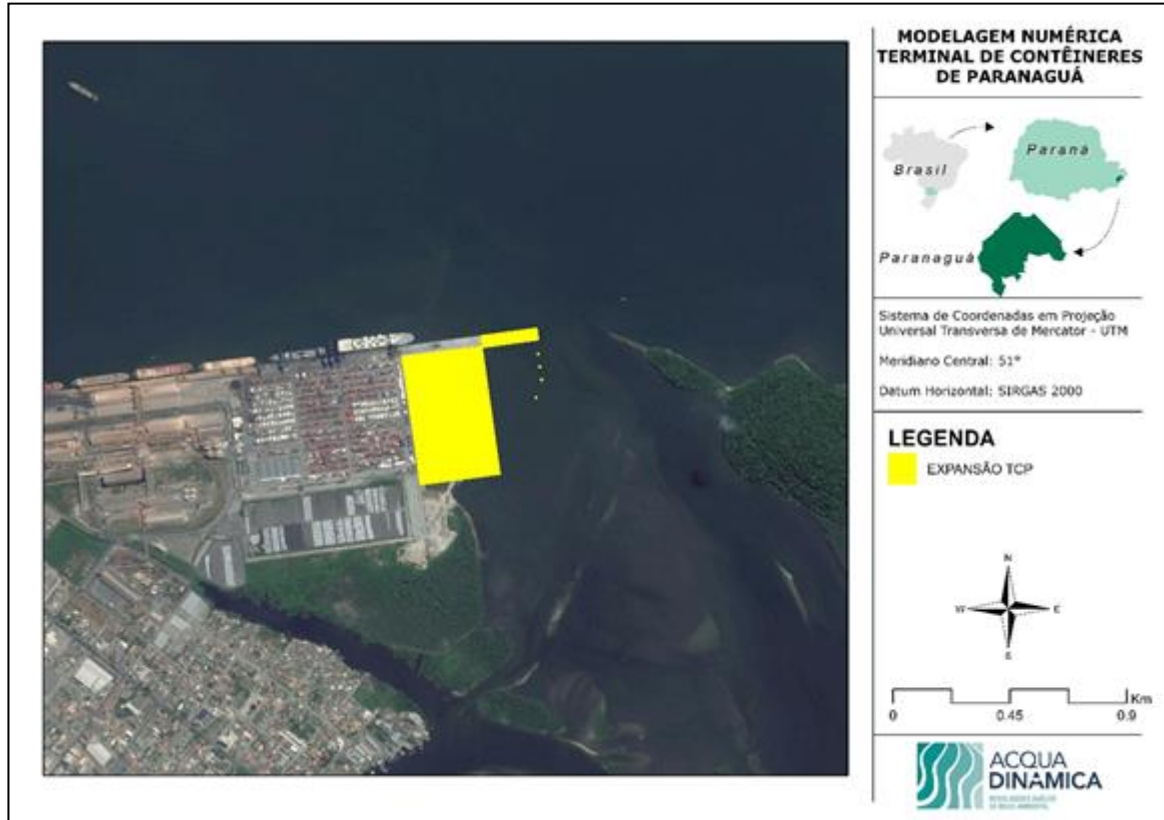 MODELAGEM NUMÉRICA
TERMINAL DE CONTÊINERES
DE PARANAGUÁ
Brasil
Paraná
Paranaguá
Sistema de Coordenadas em Projeção
Universal Transversa de Mercator - UTM
Meridiano Central: 51°
Datum Horizontal: SIRGAS 2000
LEGENDA
EXPANSÃO TCP
N
W E
S
Km
0 0.45 0.9
ACQUA
DINAMICA